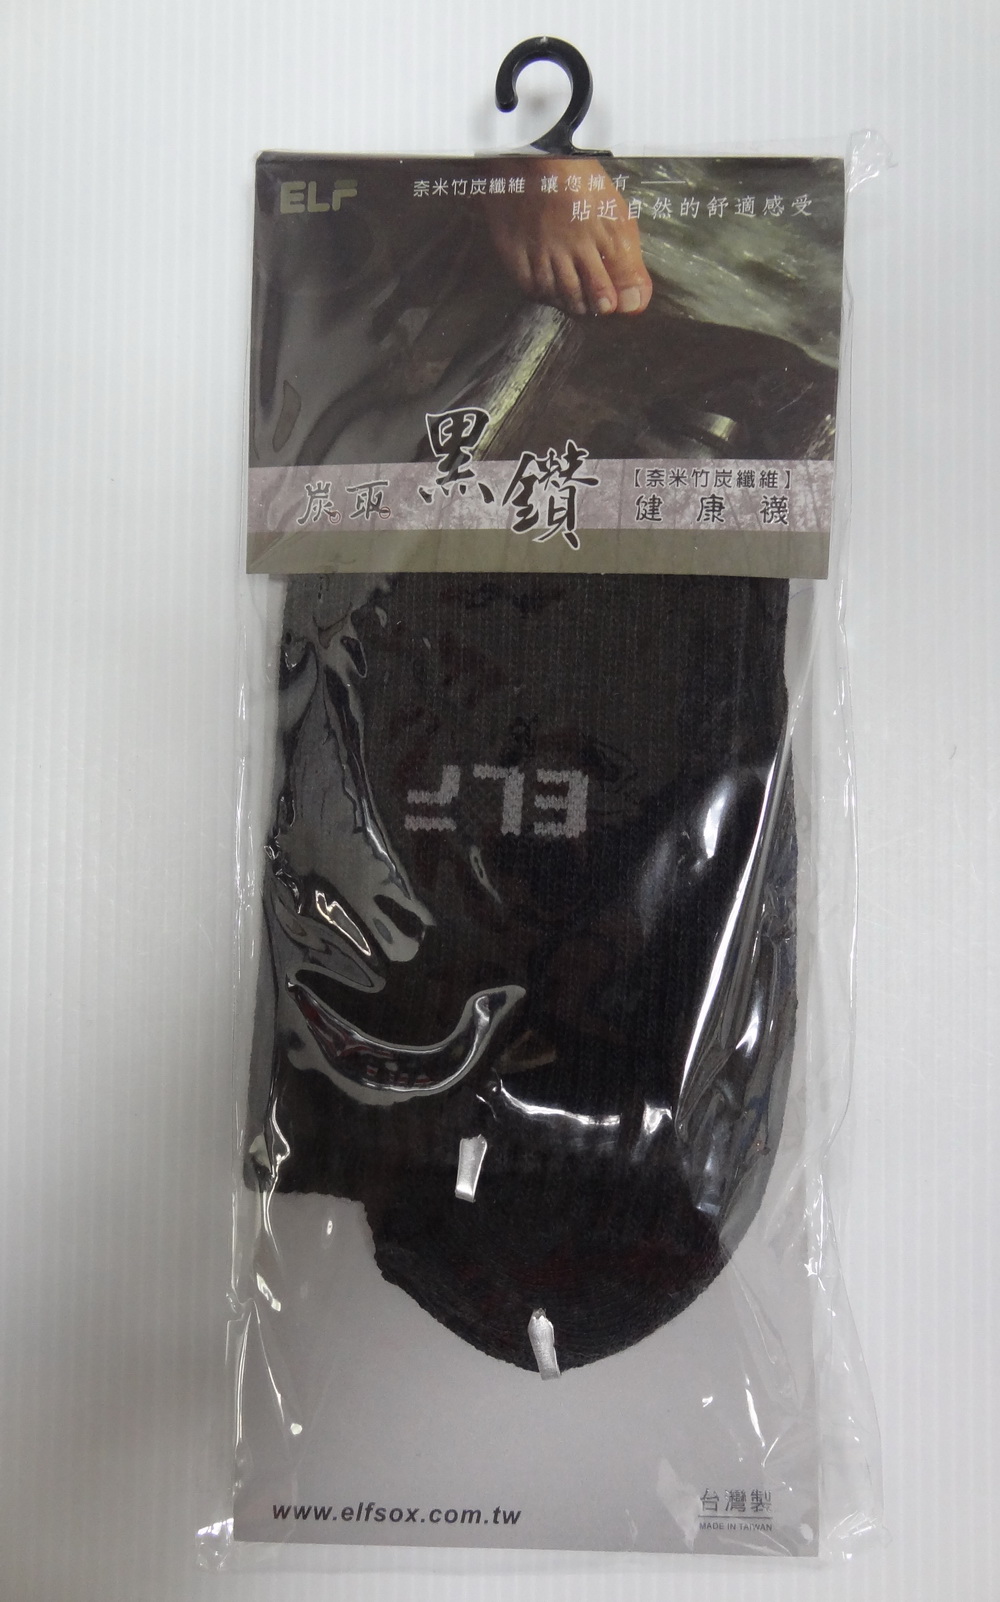 ELF
奈米竹炭纖維 讓您擁有
貼近自然的舒適感受
炭取
黑鑽
【奈米竹炭纖維】
健康襪
ELF
www.elfsox.com.tw
台灣製
MADE IN TAIWAN